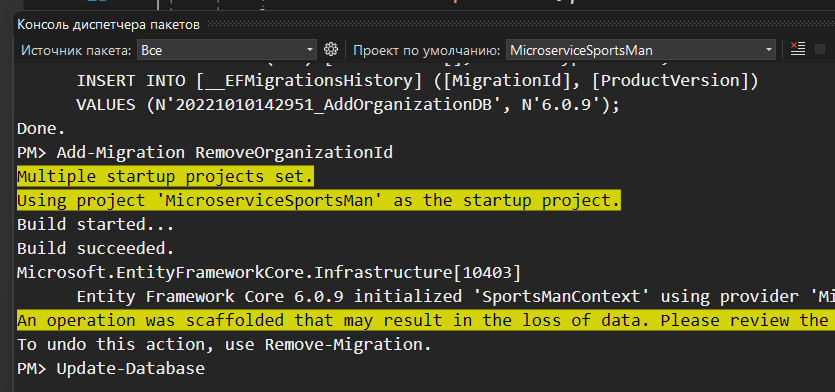 Консоль диспетчера пакетов
Источник пакета: Все Проект по умолчанию: MicroserviceSportsMan
INSERT INTO [__EFMigrationsHistory] ([MigrationId], [ProductVersion])
VALUES (N'20221010142951_AddOrganizationDB', N'6.0.9');
Done.
PM> Add-Migration RemoveOrganizationId
Multiple startup projects set.
Using project 'MicroserviceSportsMan' as the startup project.
Build started...
Build succeeded.
Microsoft.EntityFrameworkCore.Infrastructure[10403]
Entity Framework Core 6.0.9 initialized 'SportsManContext' using provider 'Mi
An operation was scaffolded that may result in the loss of data. Please review the
To undo this action, use Remove-Migration.
PM> Update-Database